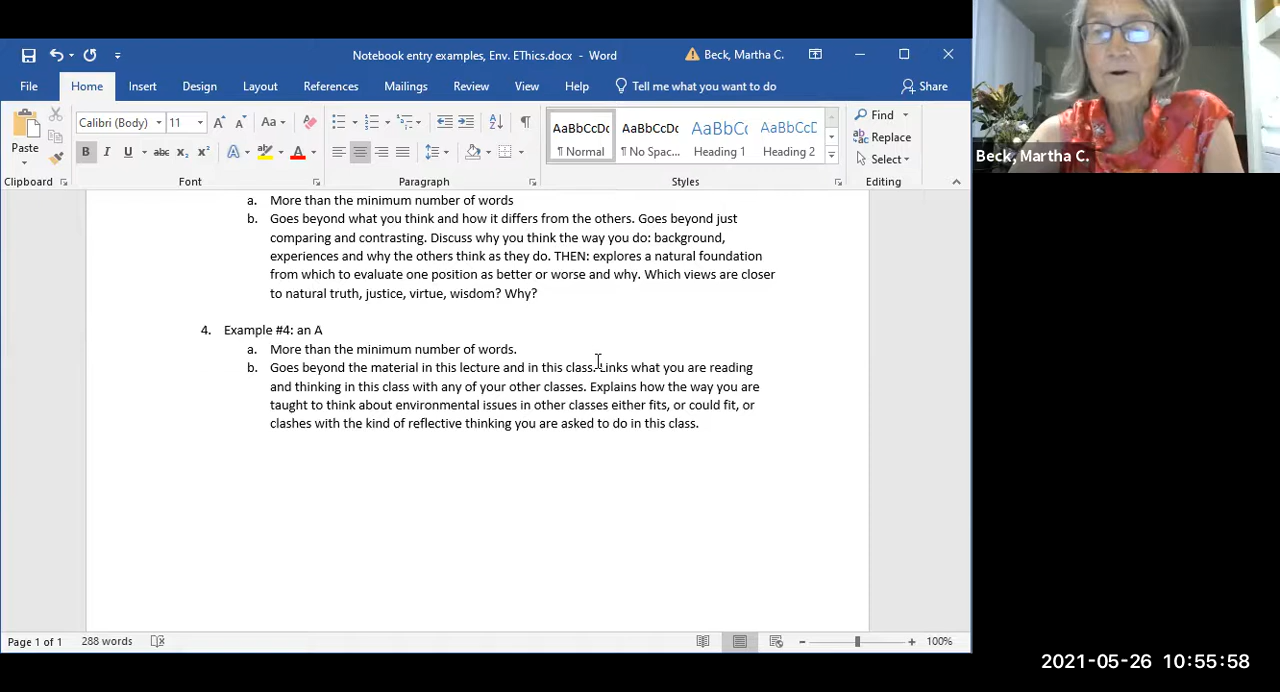 Notebook entry examples, Env. EThics.docx - Word
Beck, Martha C.
File Home Insert Design Layout References Mailings Review View Help Tell me what you want to do Share
Paste
Calibri (Body) 11 A A Aa
B I U abc x₂ x² A A
Clipboard Font Paragraph Styles Editing
AaBbCcDc AaBbCcDc AaBbCc AaBbCcD
¶ Normal ¶ No Spac... Heading 1 Heading 2
Find
Replace
Select
Beck, Martha C.
a. More than the minimum number of words
b. Goes beyond what you think and how it differs from the others. Goes beyond just
comparing and contrasting. Discuss why you think the way you do: background,
experiences and why the others think as they do. THEN: explores a natural foundation
from which to evaluate one position as better or worse and why. Which views are closer
to natural truth, justice, virtue, wisdom? Why?
4. Example #4: an A
a. More than the minimum number of words.
b. Goes beyond the material in this lecture and in this class. Links what you are reading
and thinking in this class with any of your other classes. Explains how the way you are
taught to think about environmental issues in other classes either fits, or could fit, or
clashes with the kind of reflective thinking you are asked to do in this class.
Page 1 of 1 288 words
100%
2021-05-26 10:55:58